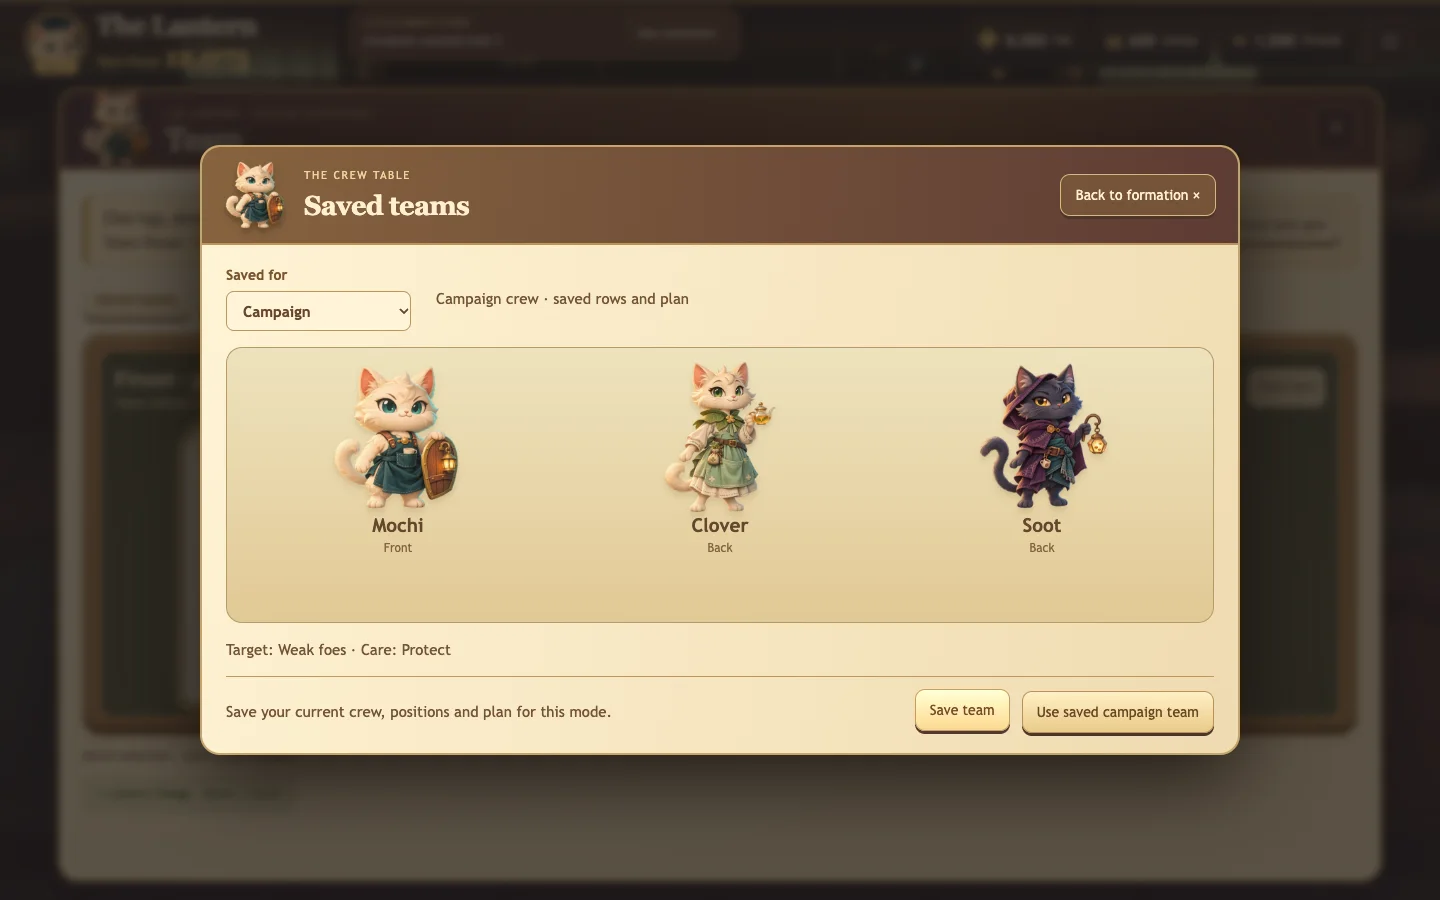 The Lantern
THE CREW TABLE
Saved teams
Back to formation ×
Saved for
Campaign
Campaign crew · saved rows and plan
Mochi
Front
Clover
Back
Soot
Back
Target: Weak foes · Care: Protect
Save your current crew, positions and plan for this mode.
Save team
Use saved campaign team